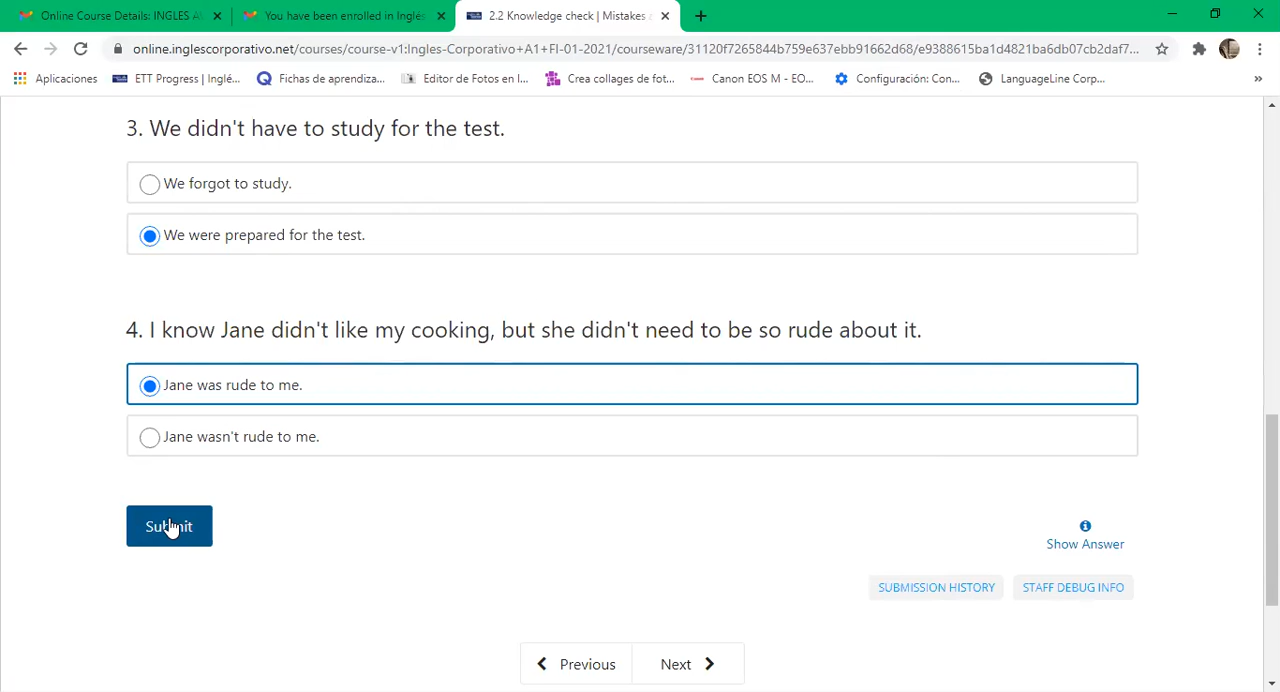 Online Course Details: INGLES A
You have been enrolled in Inglés
2.2 Knowledge check | Mistakes
online.inglescorporativo.net/courses/course-v1:Ingles-Corporativo+A1+FI-01-2021/courseware/31120f7265844b759e637ebb91662d68/e9388615ba1d4821ba6db07cb2daf7...
Aplicaciones
ETT Progress | Inglé...
Fichas de aprendiza...
Editor de Fotos en l...
Crea collages de fot...
Canon EOS M - EO...
Configuración: Con...
LanguageLine Corp...
»
3. We didn't have to study for the test.
We forgot to study.
We were prepared for the test.
4. I know Jane didn't like my cooking, but she didn't need to be so rude about it.
Jane was rude to me.
Jane wasn't rude to me.
Submit
Show Answer
SUBMISSION HISTORY
STAFF DEBUG INFO
Previous
Next